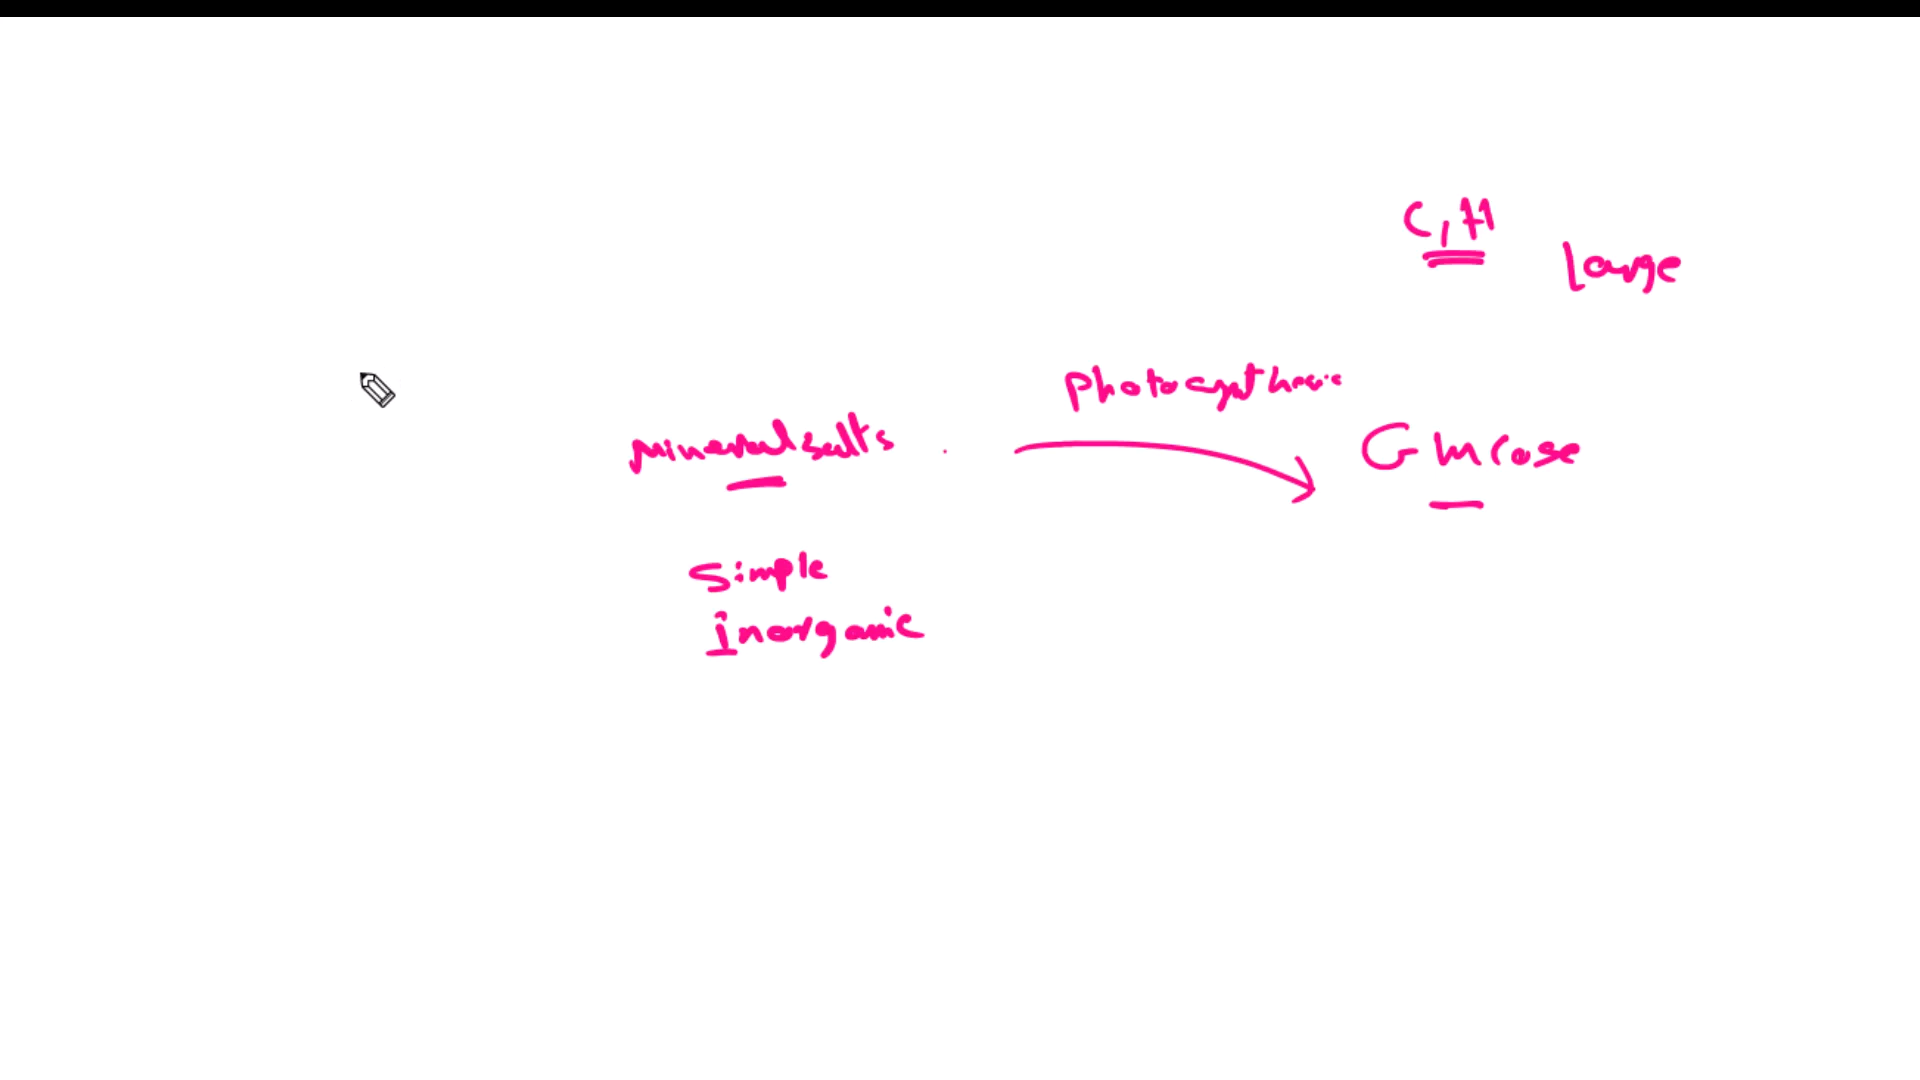 C, H
large
Photosynthesis
mineral salts
Glucose
Simple
inorganic